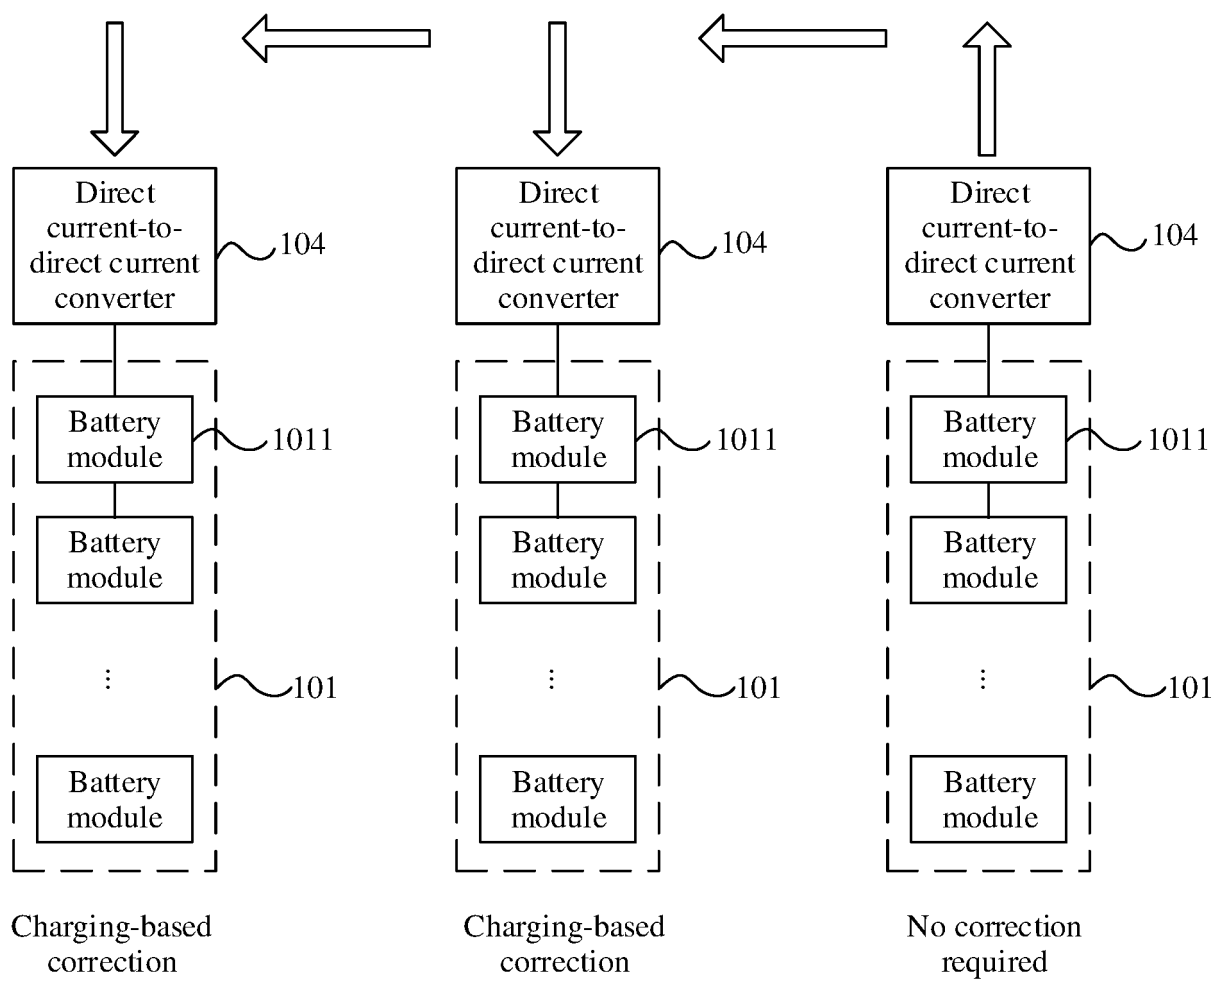 Direct
current-to-
direct current
converter
104
Direct
current-to-
direct current
converter
104
Direct
current-to-
direct current
converter
104
Battery
module
1011
Battery
module
1011
Battery
module
1011
Battery
module
Battery
module
Battery
module
...
101
...
101
...
101
Battery
module
Battery
module
Battery
module
Charging-based
correction
Charging-based
correction
No correction
required